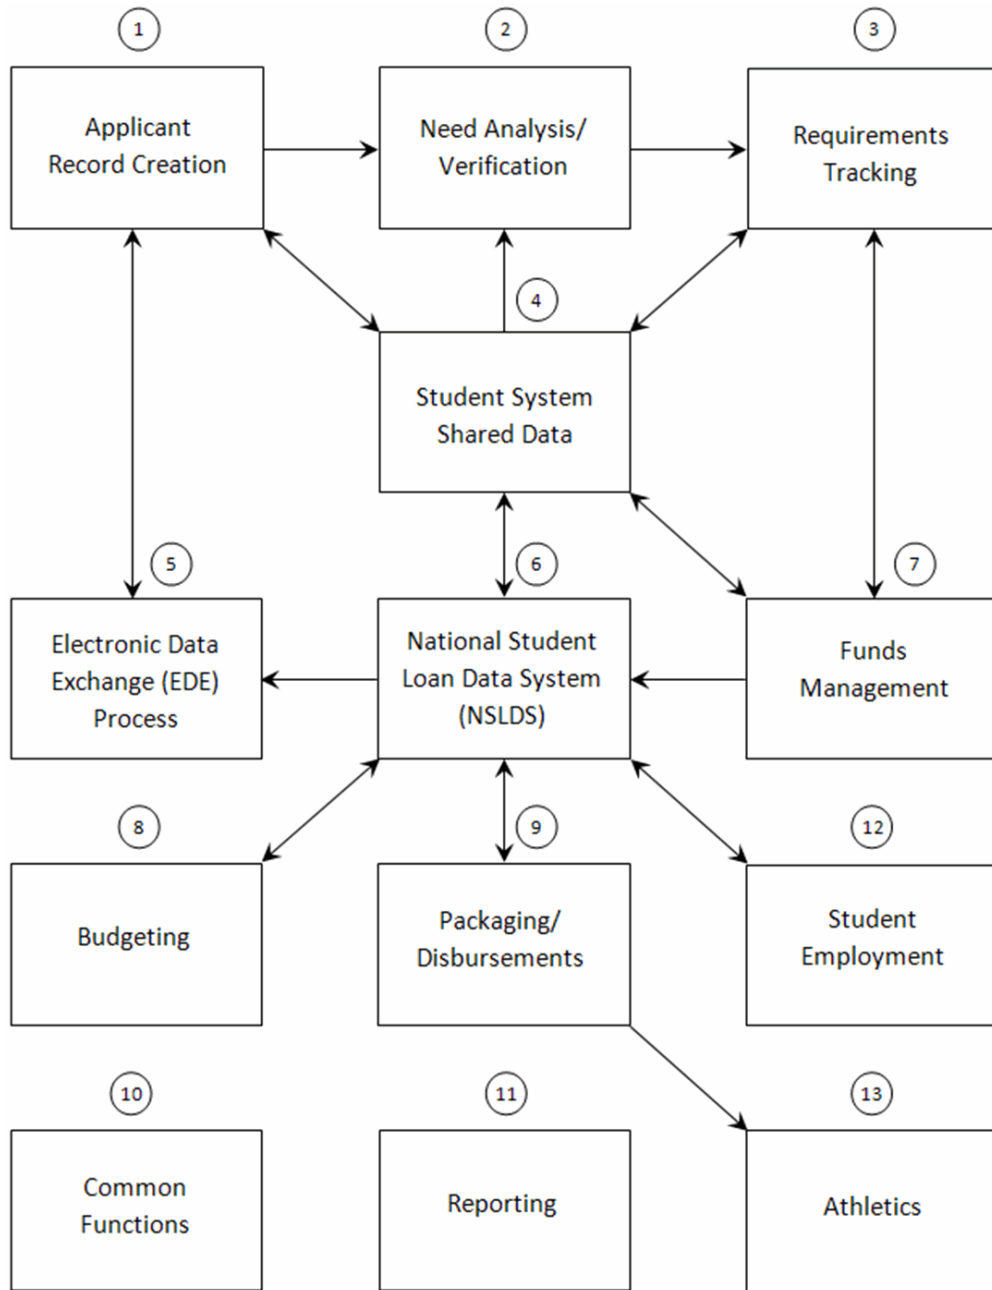 1
2
3
Applicant
Record Creation
Need Analysis/
Verification
Requirements
Tracking
4
Student System
Shared Data
5
6
7
Electronic Data
Exchange (EDE)
Process
National Student
Loan Data System
(NSLDS)
Funds
Management
8
9
12
Budgeting
Packaging/
Disbursements
Student
Employment
10
11
13
Common
Functions
Reporting
Athletics